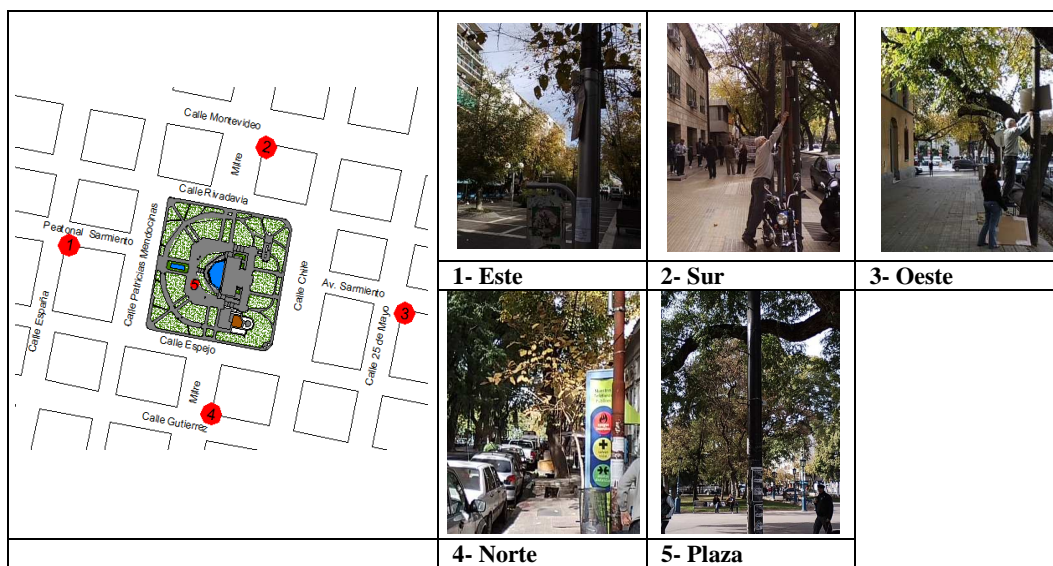 Calle Montevideo
2
Mitre
Calle Rivadavia
Peatonal Sarmiento
1
Calle Patricias Mendocinas
5
Calle Chile
Av. Sarmiento
3
Calle España
Calle 25 de Mayo
Calle Espejo
Mitre
4
Calle Gutierrez
1- Este
2- Sur
3- Oeste
4- Norte
5- Plaza